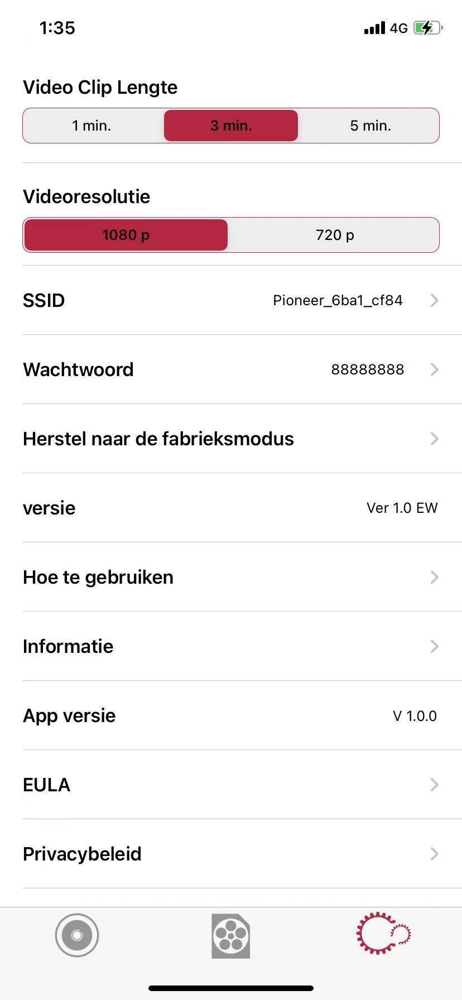 1:35 4G
Video Clip Lengte
1 min. 3 min. 5 min.
Videoresolutie
1080 p 720 p
SSID Pioneer_6ba1_cf84
Wachtwoord 88888888
Herstel naar de fabrieksmodus
versie Ver 1.0 EW
Hoe te gebruiken
Informatie
App versie V 1.0.0
EULA
Privacybeleid